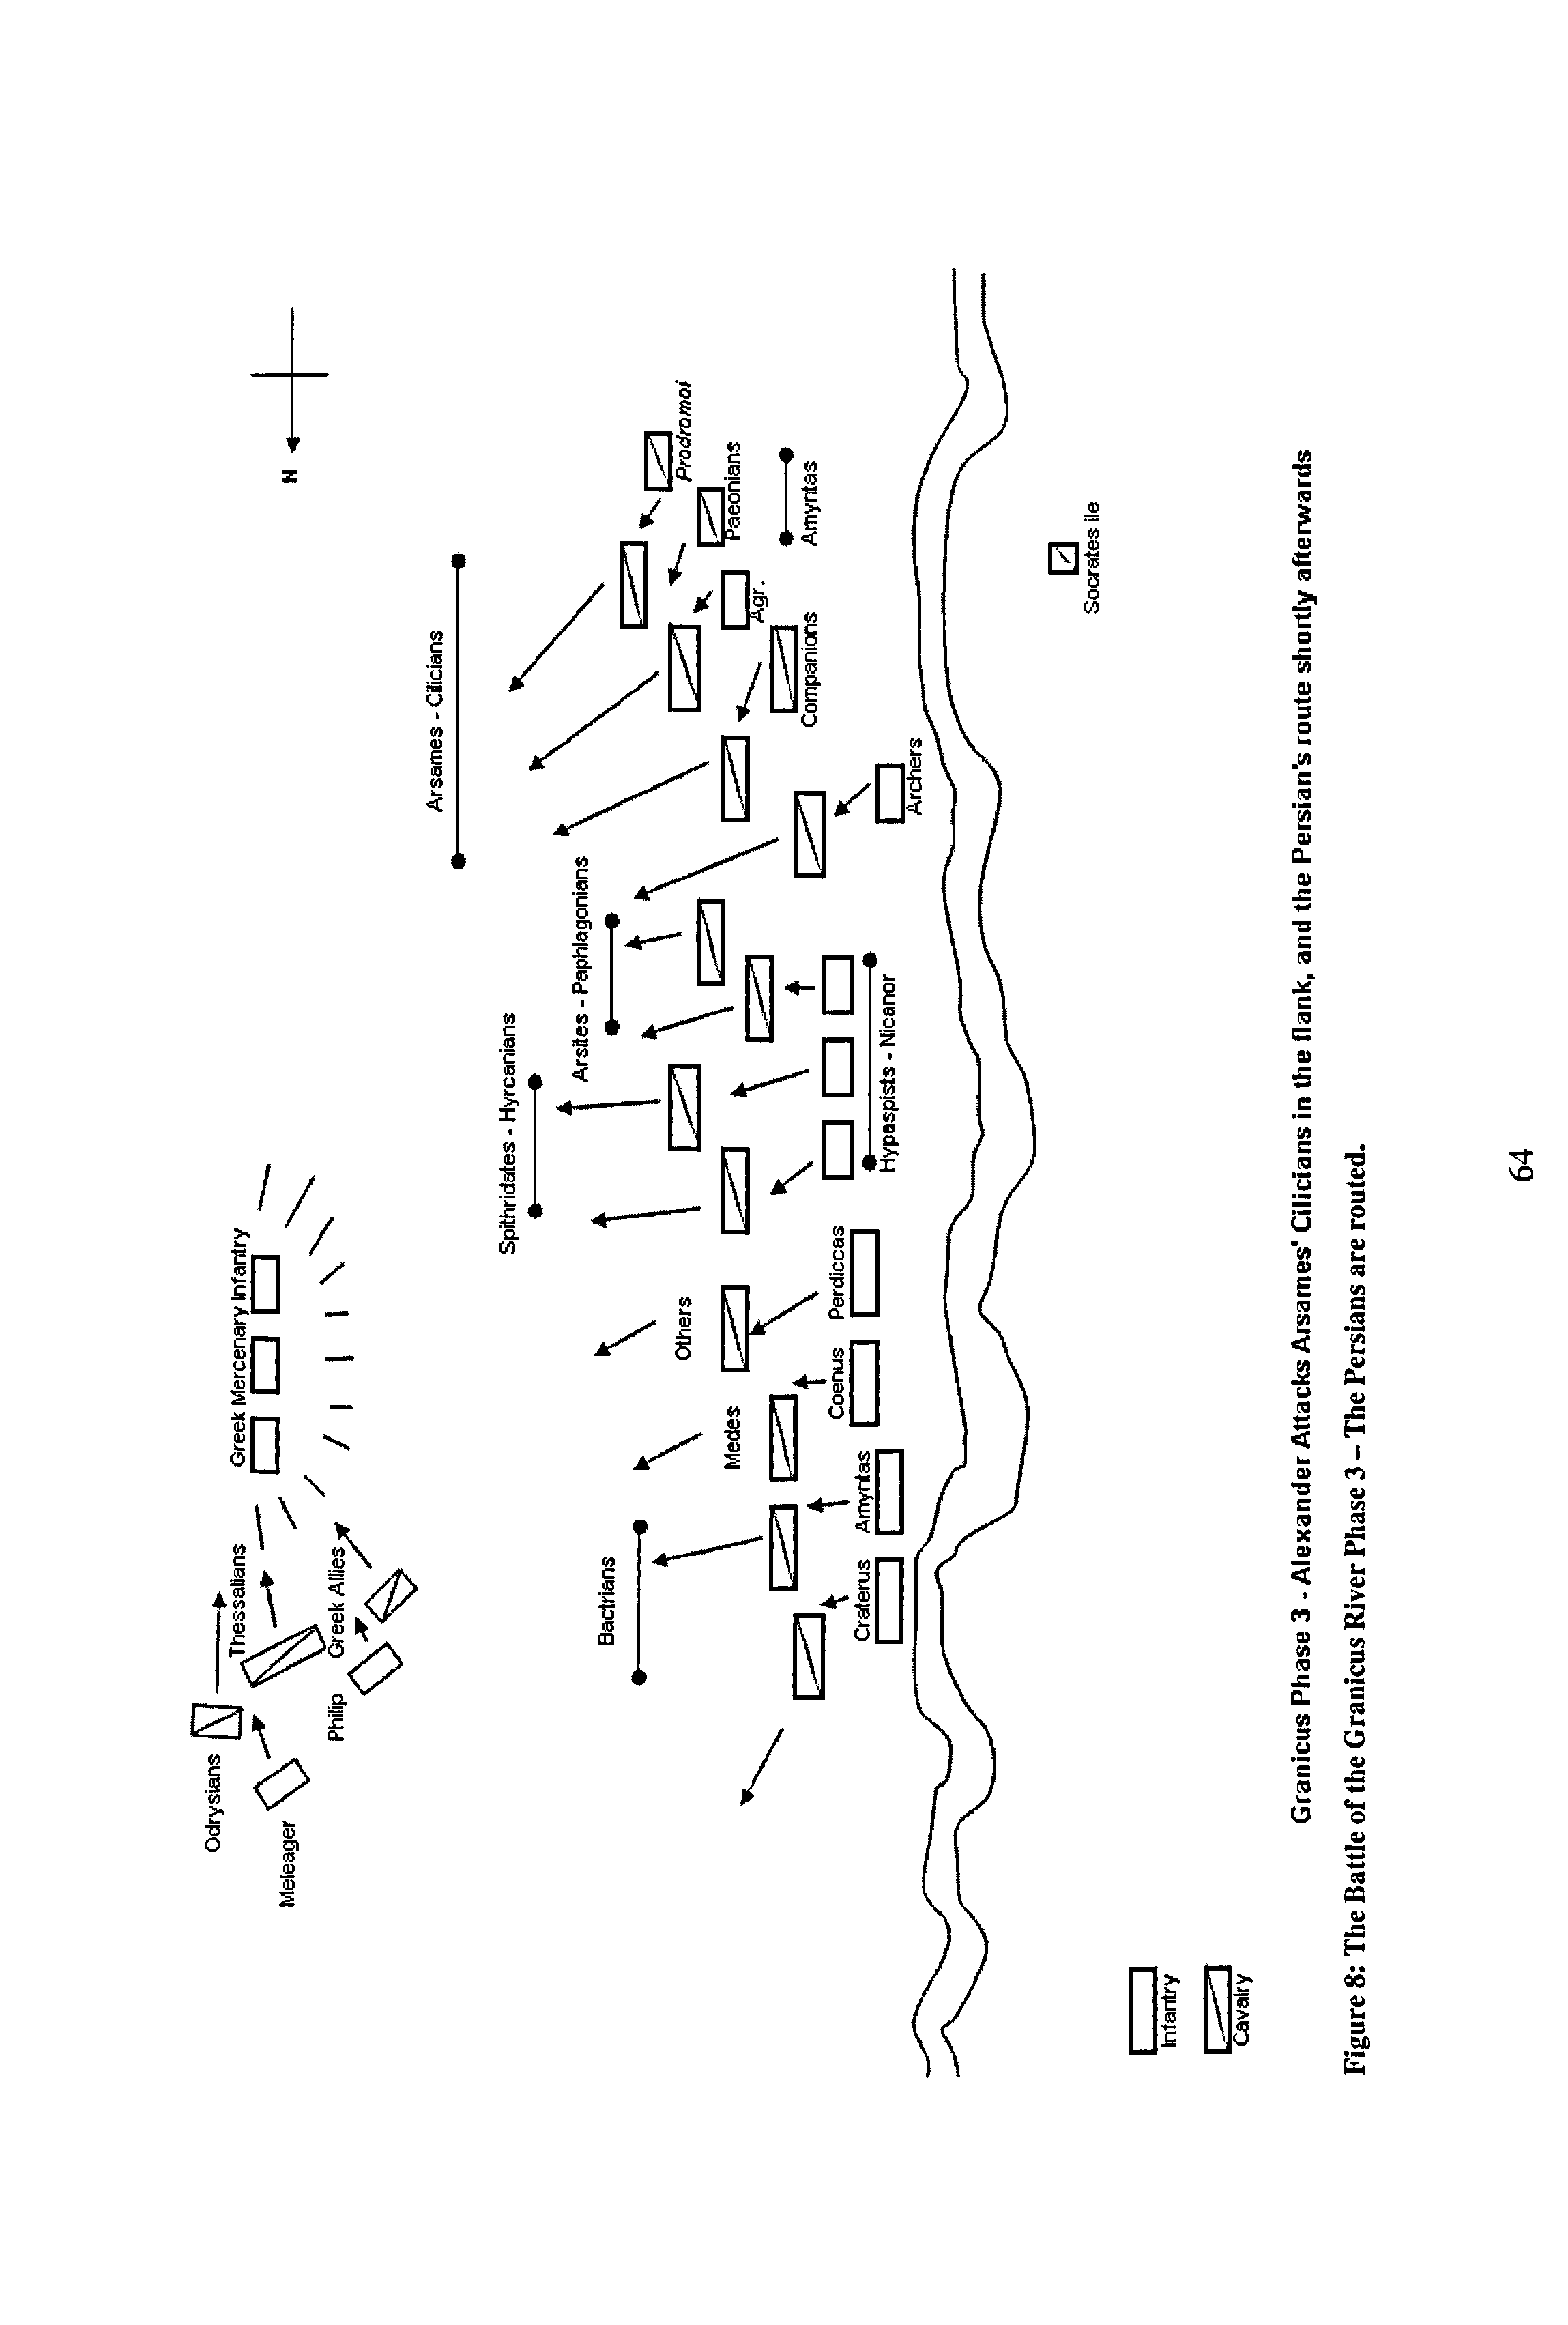 N
Odrysians
Thessalians
Greek Mercenary Infantry
Meleager
Philip
Greek Allies
Arsames - Cilicians
Spithridates - Hyrcanians
Arsites - Paphlagonians
Bactrians
Medes
Others
Prodromoi
Paeonians
Amyntas
Agr.
Companions
Archers
Hypaspists - Nicanor
Perdiccas
Coenus
Amyntas
Craterus
Socrates ile
Infantry
Cavalry
Granicus Phase 3 - Alexander Attacks Arsames' Cilicians in the flank, and the Persian's route shortly afterwards
Figure 8: The Battle of the Granicus River Phase 3 – The Persians are routed.
64